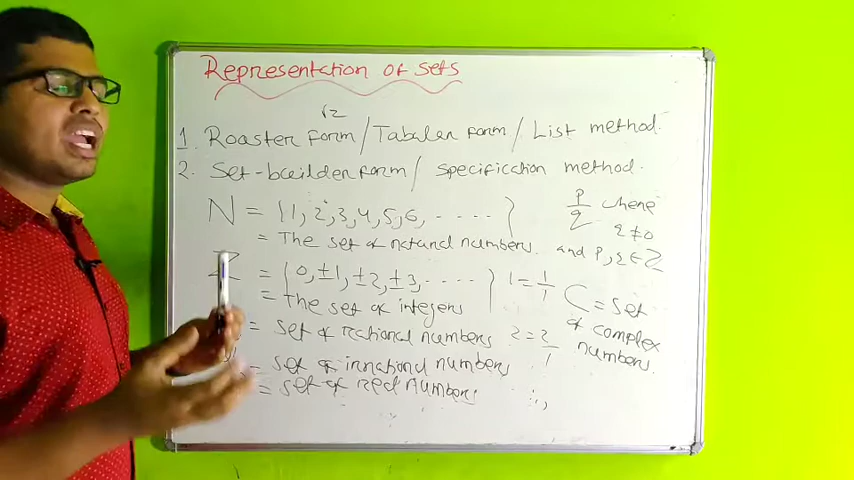 Representation of sets
√2
1. Roaster form/Tabular form/List method.
2. Set-builder form/ specification method.
N = {1, 2, 3, 4, 5, 6, ....}
= The set of natural numbers.
Z = {0, ±1, ±2, ±3, ....}
= The set of integers
= set of rational numbers
= set of irrational numbers
= set of real numbers
p/q where
q ≠ 0
and p, q ∈ Z
1 = 1/1
2 = 2/1
C = set
of complex
numbers.